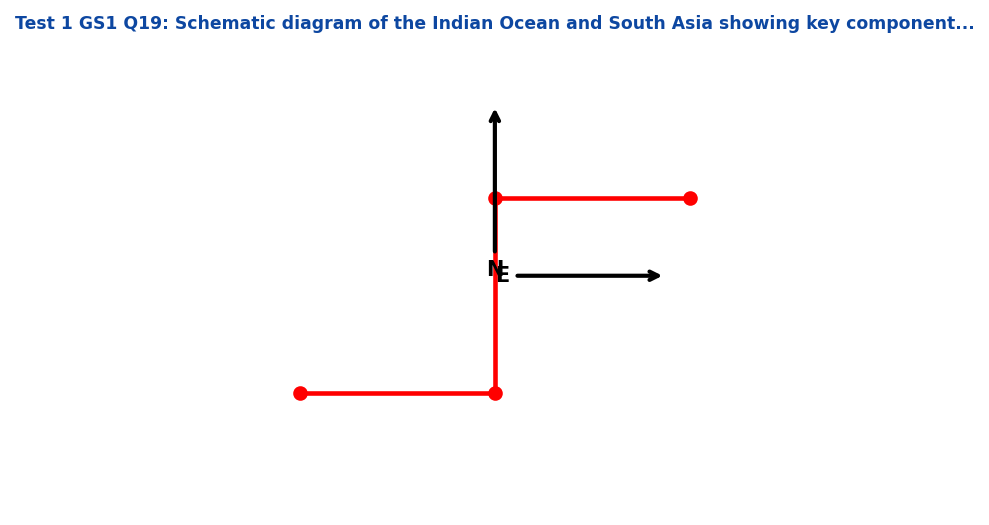 Test 1 GS1 Q19: Schematic diagram of the Indian Ocean and South Asia showing key component...
N
E